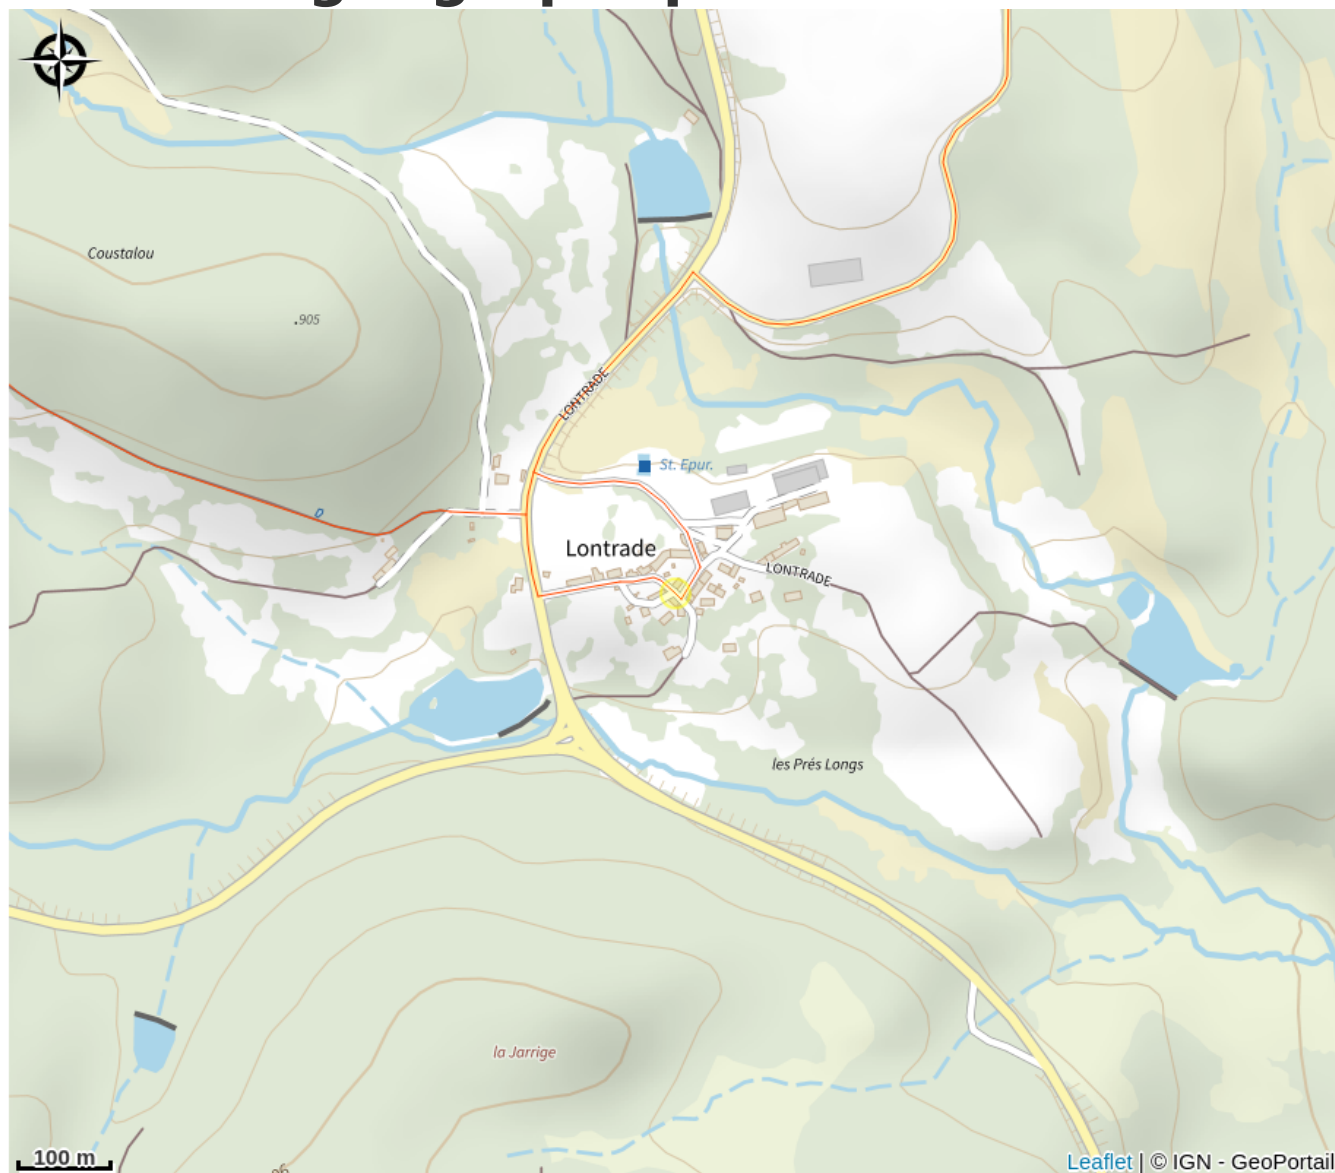 Coustalou
.905
LONTRADE
St. Epur.
D
Lontrade
LONTRADE
les Prés Longs
la Jarrige
100 m
Leaflet | © IGN - GeoPortail